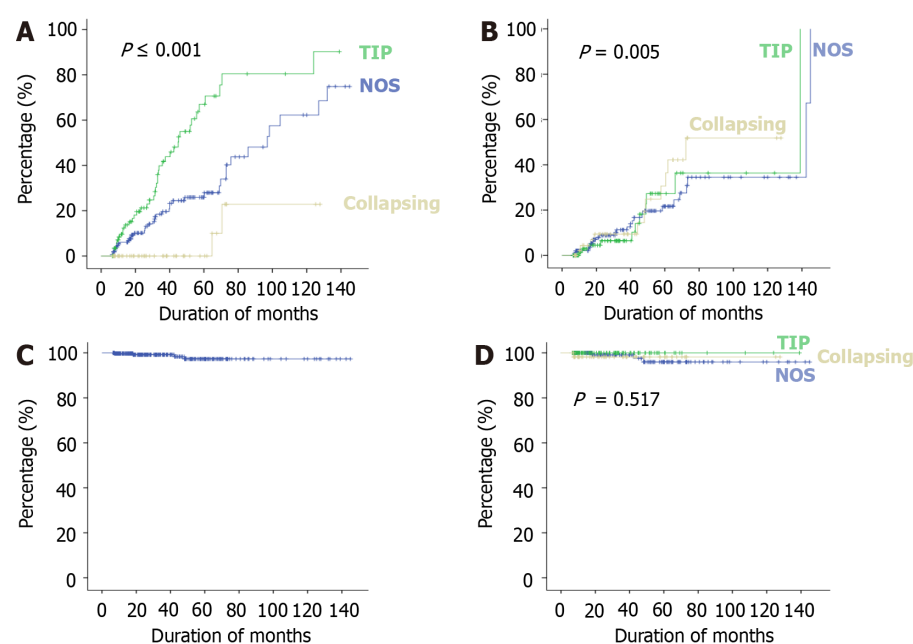 A
P ≤ 0.001
TIP
NOS
Collapsing
Percentage (%)
100
80
60
40
20
0
0 20 40 60 80 100 120 140
Duration of months
B
P = 0.005
TIP
NOS
Collapsing
Percentage (%)
100
80
60
40
20
0
0 20 40 60 80 100 120 140
Duration of months
C
Percentage (%)
100
80
60
40
20
0
0 20 40 60 80 100 120 140
Duration of months
D
TIP
Collapsing
NOS
P = 0.517
Percentage (%)
100
80
60
40
20
0
0 20 40 60 80 100 120 140
Duration of months